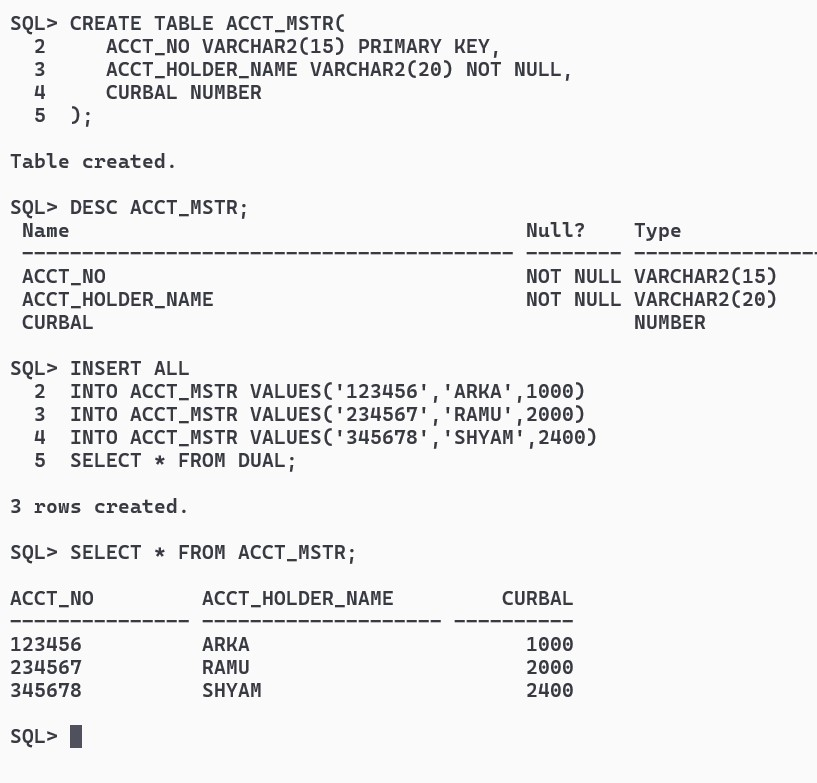 SQL> CREATE TABLE ACCT_MSTR(
  2     ACCT_NO VARCHAR2(15) PRIMARY KEY,
  3     ACCT_HOLDER_NAME VARCHAR2(20) NOT NULL,
  4     CURBAL NUMBER
  5  );
Table created.
SQL> DESC ACCT_MSTR;
 Name                                      Null?    Type
 ----------------------------------------- -------- ----------------
 ACCT_NO                                   NOT NULL VARCHAR2(15)
 ACCT_HOLDER_NAME                          NOT NULL VARCHAR2(20)
 CURBAL                                             NUMBER
SQL> INSERT ALL
  2  INTO ACCT_MSTR VALUES('123456','ARKA',1000)
  3  INTO ACCT_MSTR VALUES('234567','RAMU',2000)
  4  INTO ACCT_MSTR VALUES('345678','SHYAM',2400)
  5  SELECT * FROM DUAL;
3 rows created.
SQL> SELECT * FROM ACCT_MSTR;
ACCT_NO         ACCT_HOLDER_NAME         CURBAL
--------------- -------------------- ----------
123456          ARKA                       1000
234567          RAMU                       2000
345678          SHYAM                      2400
SQL>